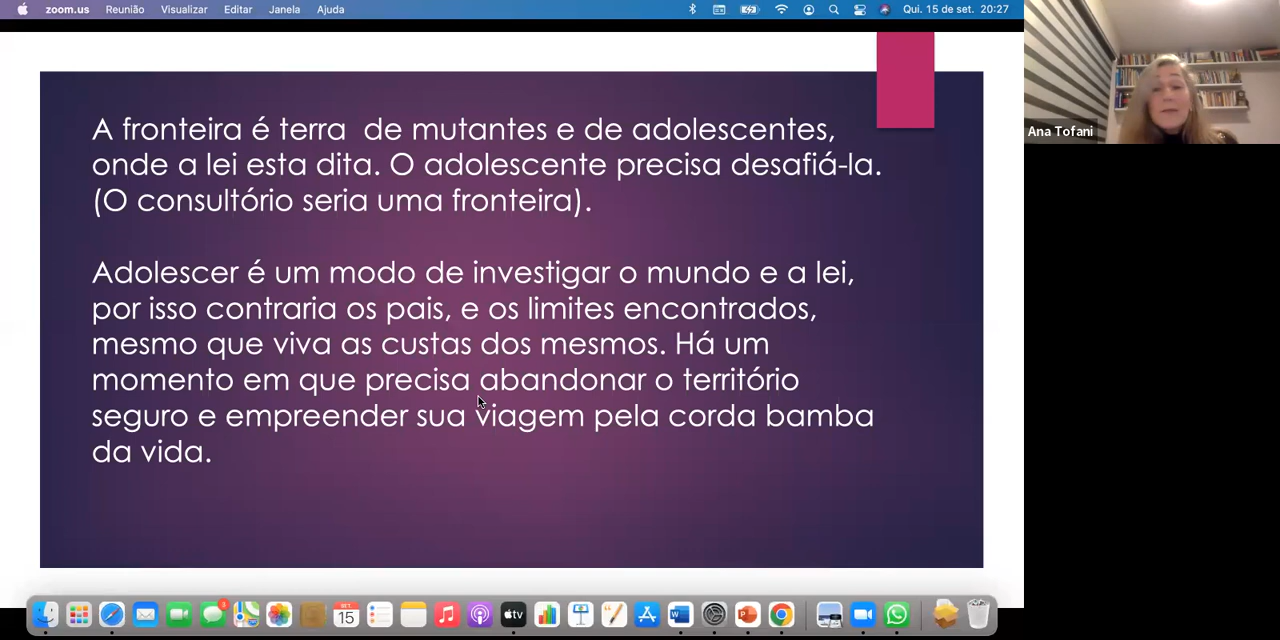 zoom.us Reunião Visualizar Editar Janela Ajuda Qui. 15 de set. 20:27
A fronteira é terra de mutantes e de adolescentes,
onde a lei esta dita. O adolescente precisa desafiá-la.
(O consultório seria uma fronteira).
Adolescer é um modo de investigar o mundo e a lei,
por isso contraria os pais, e os limites encontrados,
mesmo que viva as custas dos mesmos. Há um
momento em que precisa abandonar o território
seguro e empreender sua viagem pela corda bamba
da vida.
Ana Tofani
SET.
15
tv